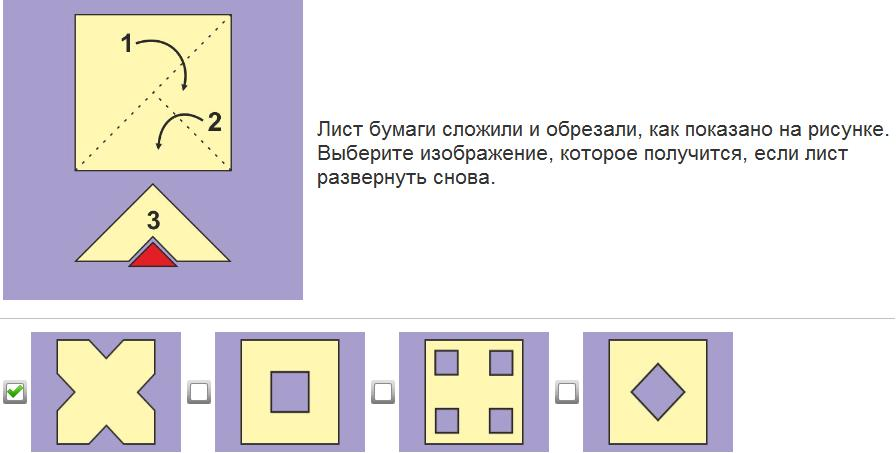 1
2
3
Лист бумаги сложили и обрезали, как показано на рисунке.
Выберите изображение, которое получится, если лист
развернуть снова.